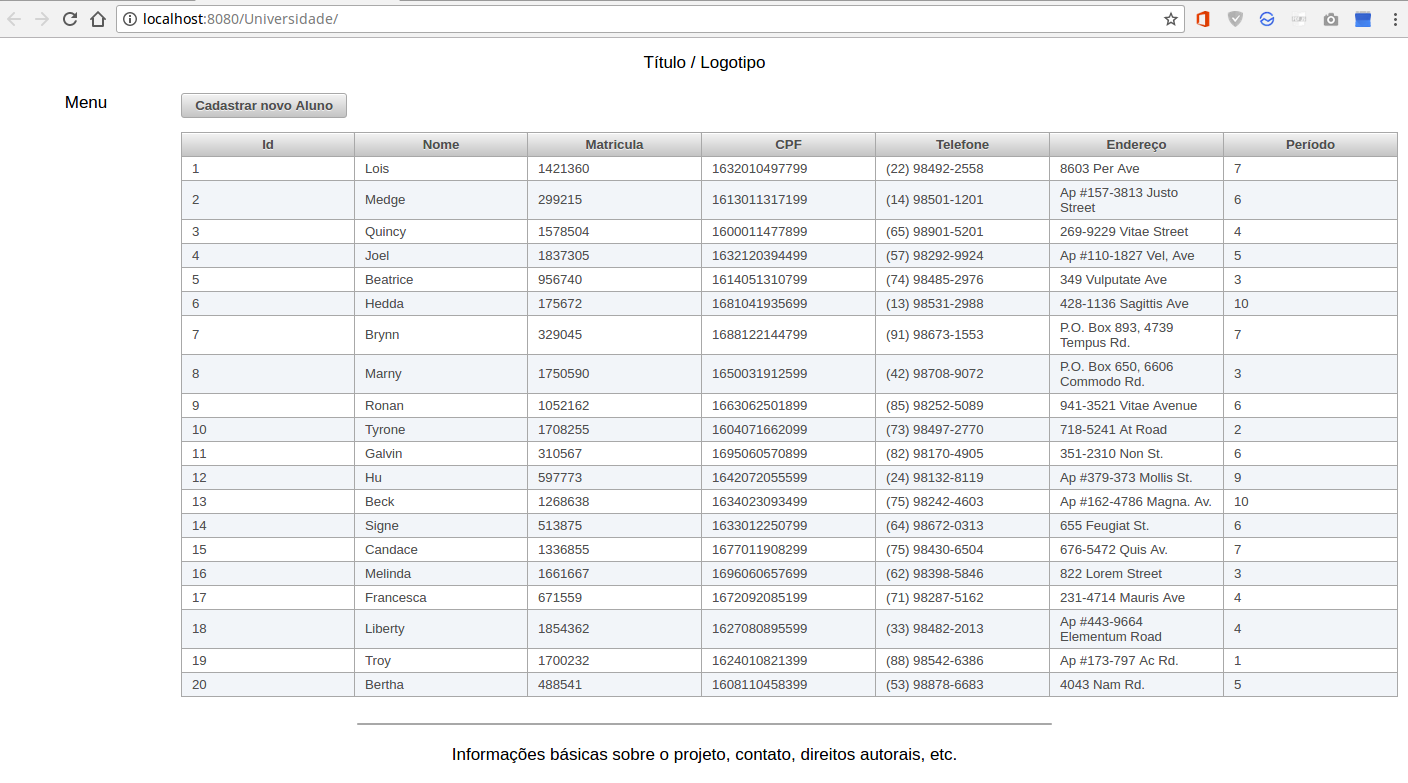 localhost:8080/Universidade/
Título / Logotipo
Menu
Cadastrar novo Aluno
Id Nome Matricula CPF Telefone Endereço Período
1 Lois 1421360 1632010497799 (22) 98492-2558 8603 Per Ave 7
2 Medge 299215 1613011317199 (14) 98501-1201 Ap #157-3813 Justo 6
Street
3 Quincy 1578504 1600011477899 (65) 98901-5201 269-9229 Vitae Street 4
4 Joel 1837305 1632120394499 (57) 98292-9924 Ap #110-1827 Vel, Ave 5
5 Beatrice 956740 1614051310799 (74) 98485-2976 349 Vulputate Ave 3
6 Hedda 175672 1681041935699 (13) 98531-2988 428-1136 Sagittis Ave 10
7 Brynn 329045 1688122144799 (91) 98673-1553 P.O. Box 893, 4739 7
Tempus Rd.
8 Marny 1750590 1650031912599 (42) 98708-9072 P.O. Box 650, 6606 3
Commodo Rd.
9 Ronan 1052162 1663062501899 (85) 98252-5089 941-3521 Vitae Avenue 6
10 Tyrone 1708255 1604071662099 (73) 98497-2770 718-5241 At Road 2
11 Galvin 310567 1695060570899 (82) 98170-4905 351-2310 Non St. 6
12 Hu 597773 1642072055599 (24) 98132-8119 Ap #379-373 Mollis St. 9
13 Beck 1268638 1634023093499 (75) 98242-4603 Ap #162-4786 Magna. Av. 10
14 Signe 513875 1633012250799 (64) 98672-0313 655 Feugiat St. 6
15 Candace 1336855 1677011908299 (75) 98430-6504 676-5472 Quis Av. 7
16 Melinda 1661667 1696060657699 (62) 98398-5846 822 Lorem Street 3
17 Francesca 671559 1672092085199 (71) 98287-5162 231-4714 Mauris Ave 4
18 Liberty 1854362 1627080895599 (33) 98482-2013 Ap #443-9664 4
Elementum Road
19 Troy 1700232 1624010821399 (88) 98542-6386 Ap #173-797 Ac Rd. 1
20 Bertha 488541 1608110458399 (53) 98878-6683 4043 Nam Rd. 5
Informações básicas sobre o projeto, contato, direitos autorais, etc.